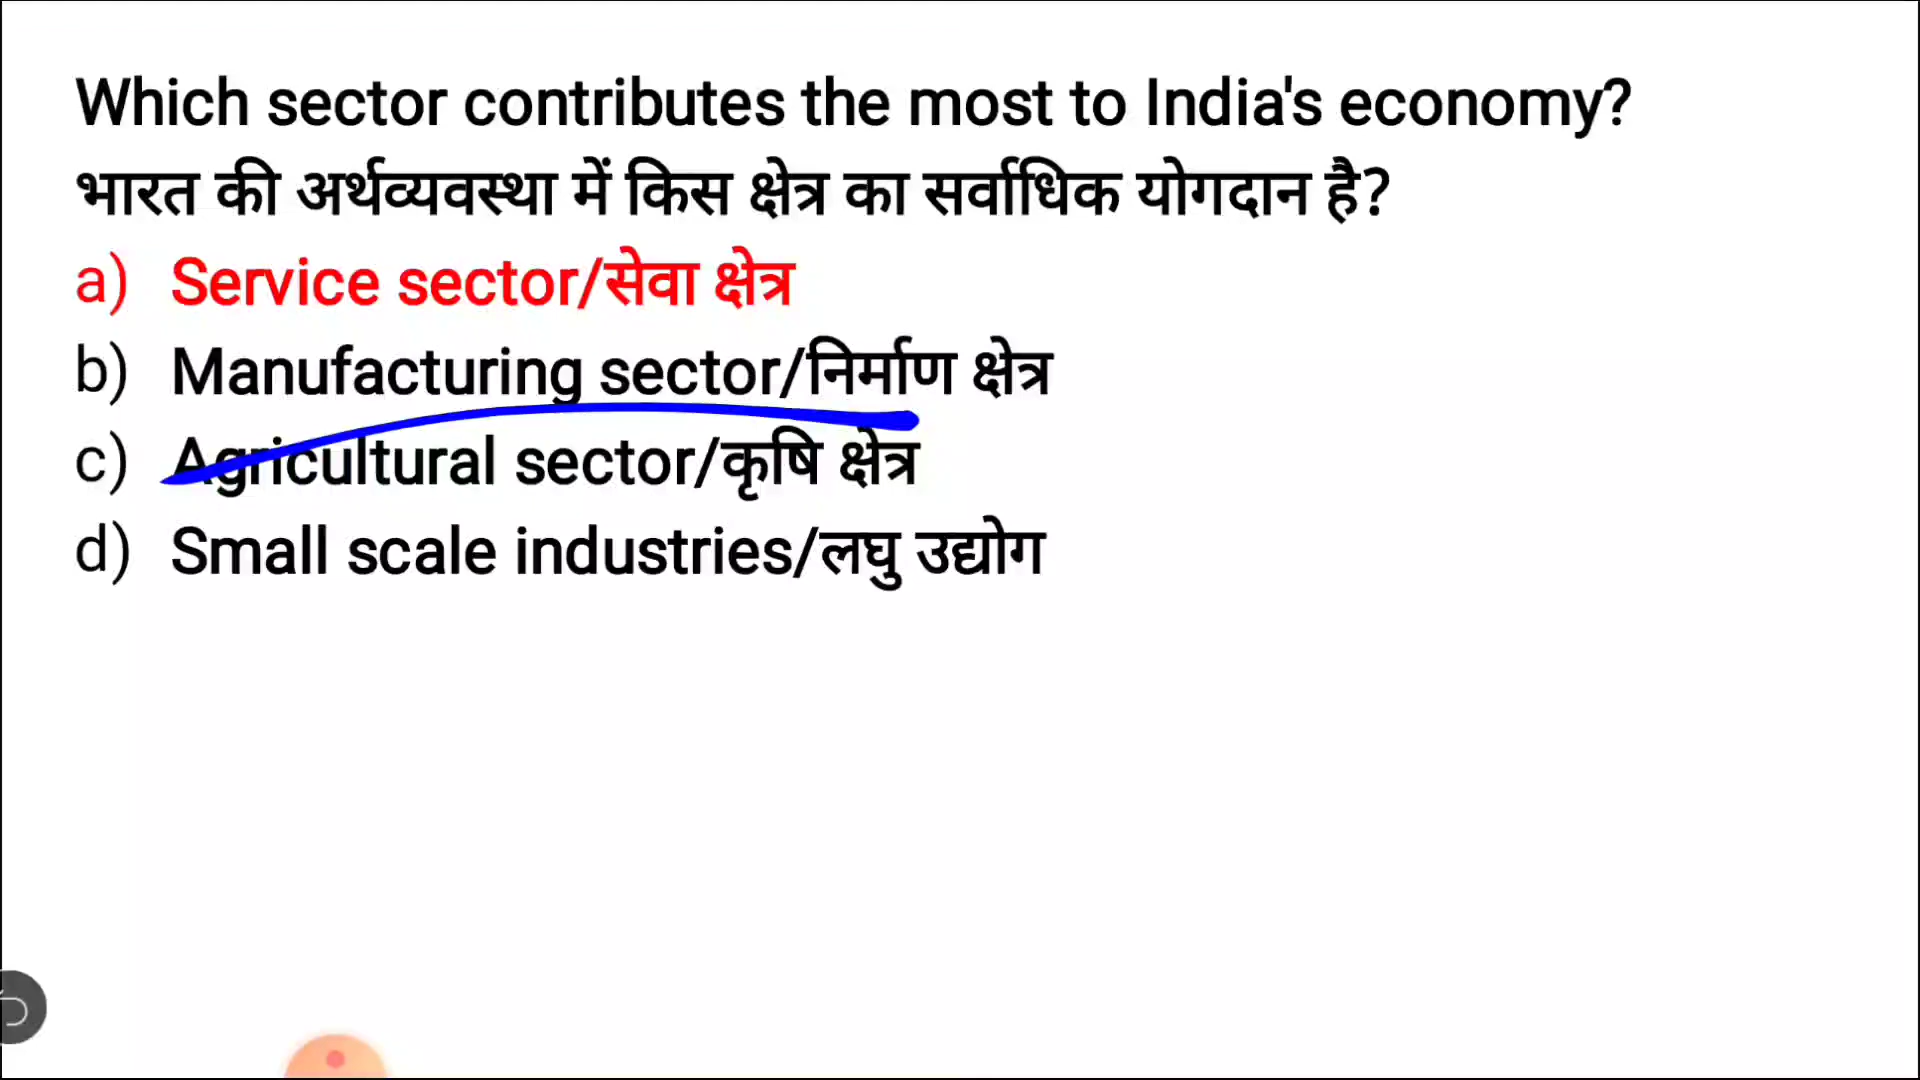 Which sector contributes the most to India's economy?
भारत की अर्थव्यवस्था में किस क्षेत्र का सर्वाधिक योगदान है?
a) Service sector/सेवा क्षेत्र
b) Manufacturing sector/निर्माण क्षेत्र
c) Agricultural sector/कृषि क्षेत्र
d) Small scale industries/लघु उद्योग